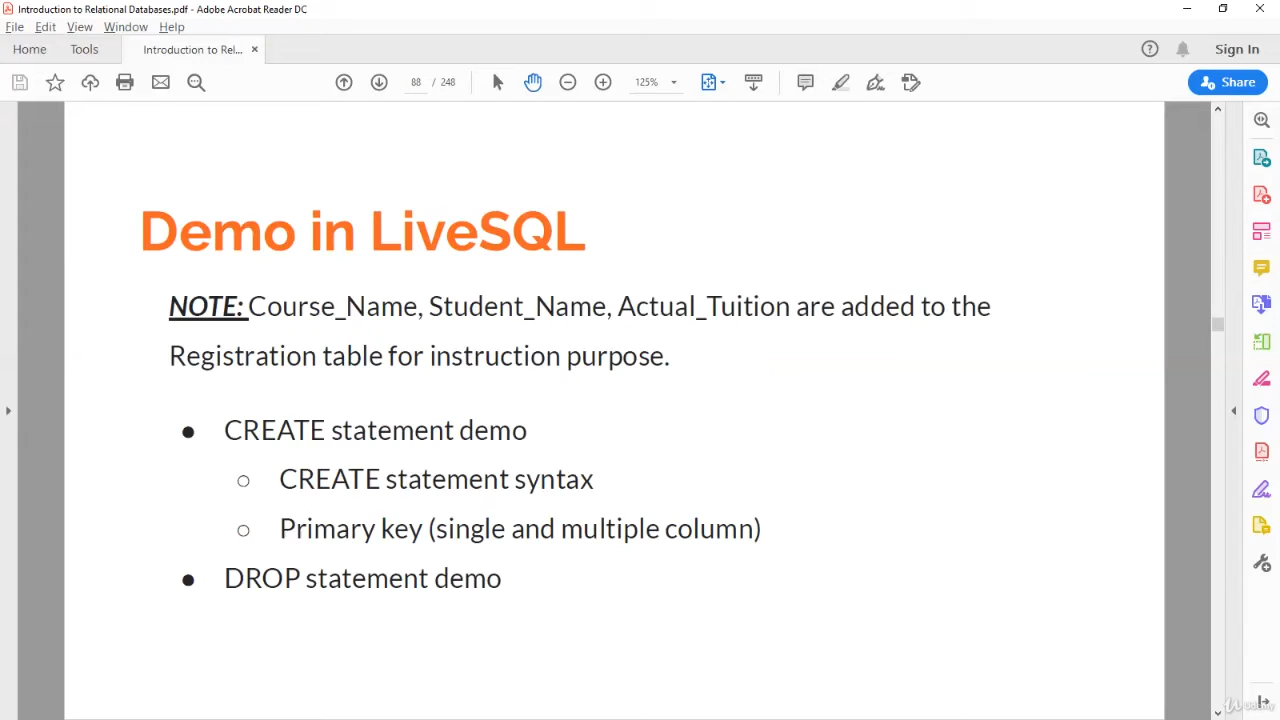 Introduction to Relational Databases.pdf - Adobe Acrobat Reader DC
File Edit View Window Help
Home Tools Introduction to Rel... × Sign In
88 / 248 125% Share
Demo in LiveSQL
NOTE: Course_Name, Student_Name, Actual_Tuition are added to the
Registration table for instruction purpose.
● CREATE statement demo
○ CREATE statement syntax
○ Primary key (single and multiple column)
● DROP statement demo
Udemy